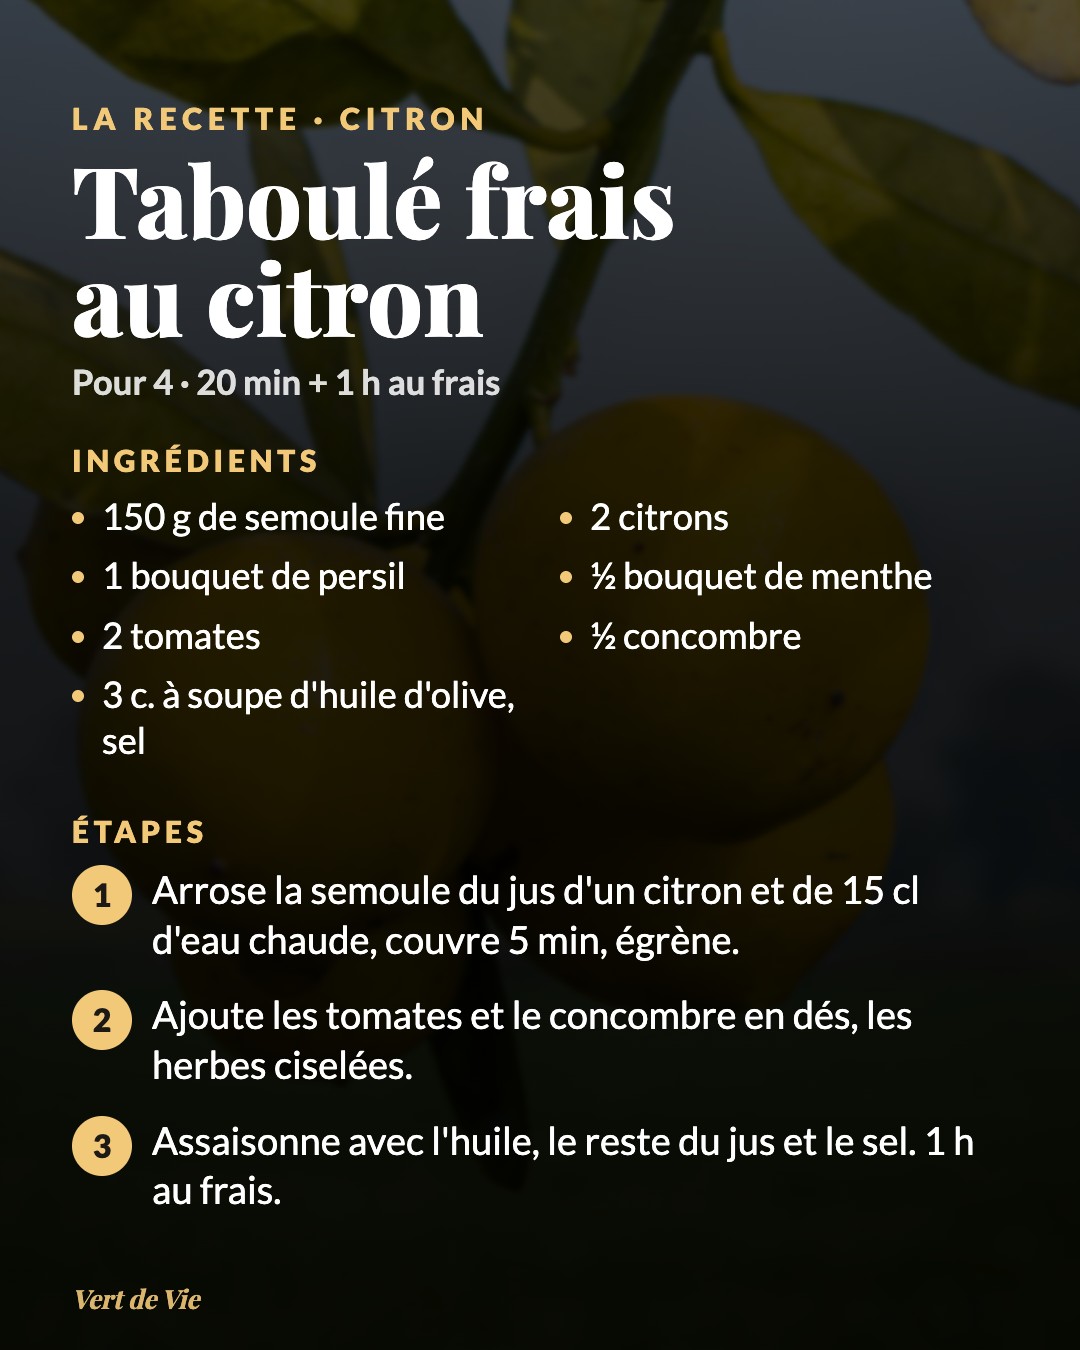 LA RECETTE · CITRON
Taboulé frais
au citron
Pour 4 · 20 min + 1 h au frais
INGRÉDIENTS
• 150 g de semoule fine
• 2 citrons
• 1 bouquet de persil
• ½ bouquet de menthe
• 2 tomates
• ½ concombre
• 3 c. à soupe d'huile d'olive,
sel
ÉTAPES
1 Arrose la semoule du jus d'un citron et de 15 cl
d'eau chaude, couvre 5 min, égrène.
2 Ajoute les tomates et le concombre en dés, les
herbes ciselées.
3 Assaisonne avec l'huile, le reste du jus et le sel. 1 h
au frais.
Vert de Vie